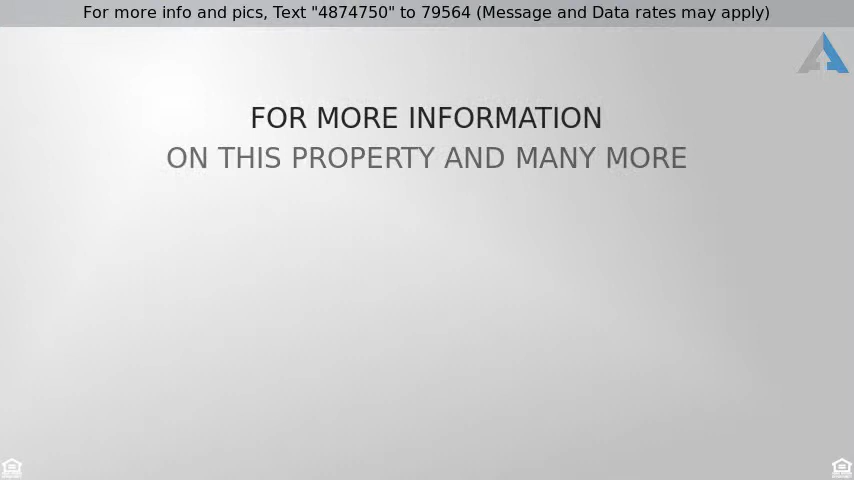 For more info and pics, Text "4874750" to 79564 (Message and Data rates may apply)
FOR MORE INFORMATION
ON THIS PROPERTY AND MANY MORE